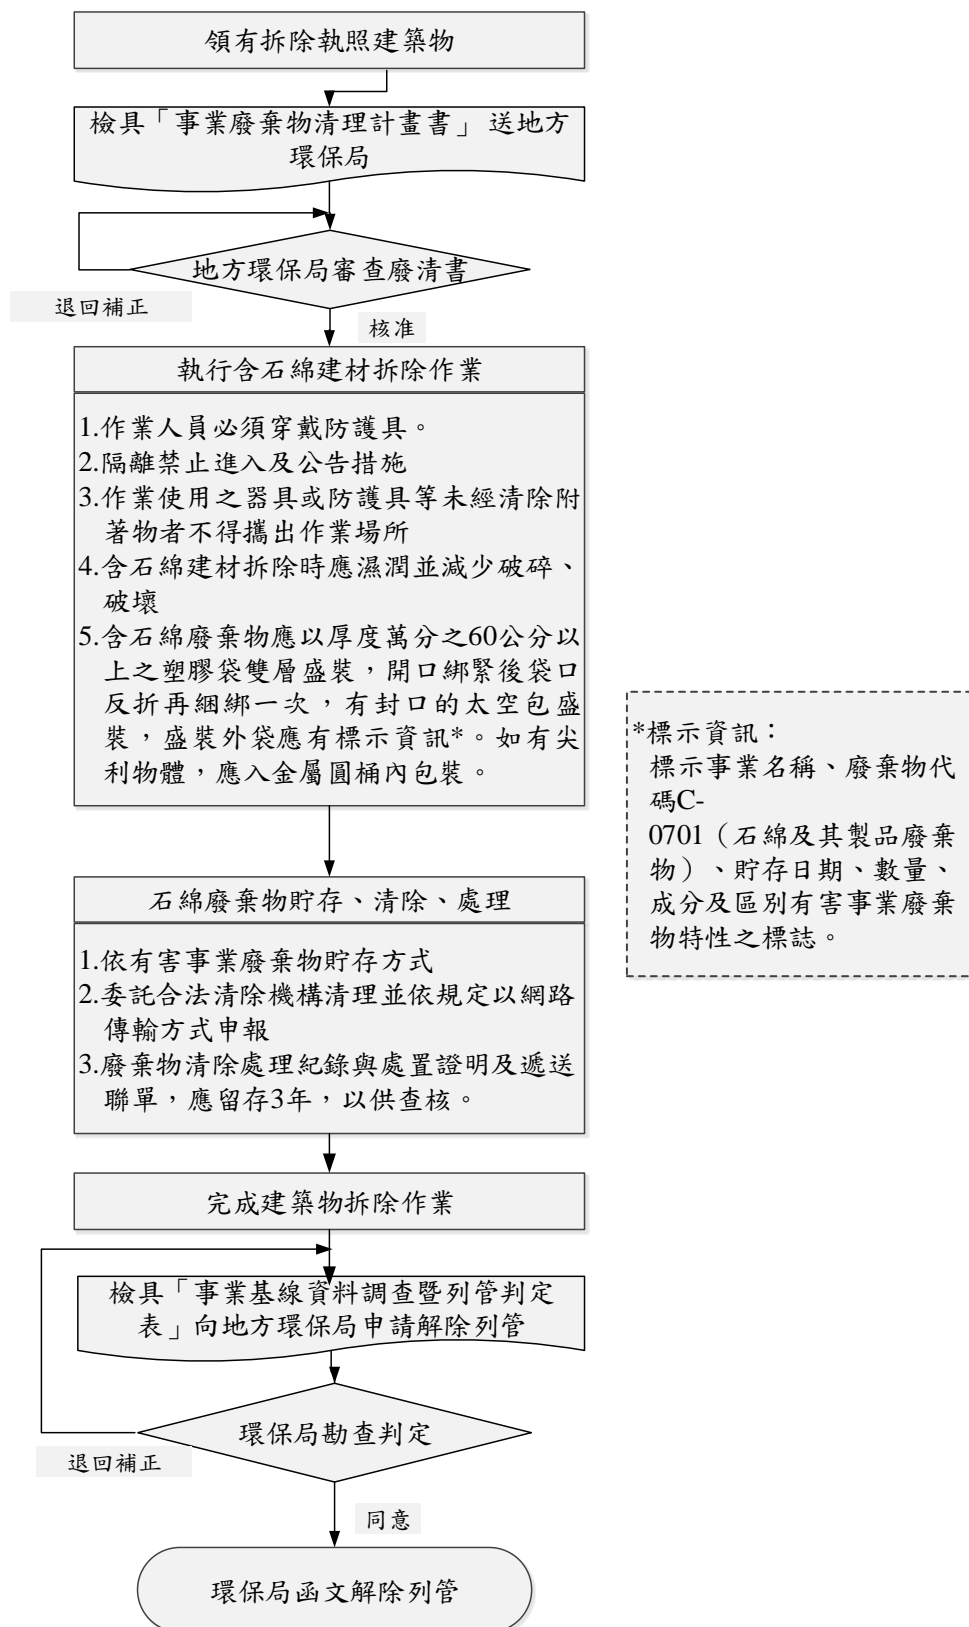 領有拆除執照建築物
檢具「事業廢棄物清理計畫書」 送地方
環保局
地方環保局審查廢清書
退回補正
核准
執行含石綿建材拆除作業
1.作業人員必須穿戴防護具。
2.隔離禁止進入及公告措施
3.作業使用之器具或防護具等未經清除附
著物者不得攜出作業場所
4.含石綿建材拆除時應濕潤並減少破碎、
破壞
5.含石綿廢棄物應以厚度萬分之60公分以
上之塑膠袋雙層盛裝，開口綁緊後袋口
反折再綑綁一次，有封口的太空包盛
裝，盛裝外袋應有標示資訊*。如有尖
利物體，應入金屬圓桶內包裝。
*標示資訊：
標示事業名稱、廢棄物代
碼C-
0701（石綿及其製品廢棄
物）、貯存日期、數量、
成分及區別有害事業廢棄
物特性之標誌。
石綿廢棄物貯存、清除、處理
1.依有害事業廢棄物貯存方式
2.委託合法清除機構清理並依規定以網路
傳輸方式申報
3.廢棄物清除處理紀錄與處置證明及遞送
聯單，應留存3年，以供查核。
完成建築物拆除作業
檢具「事業基線資料調查暨列管判定
表」向地方環保局申請解除列管
環保局勘查判定
退回補正
同意
環保局函文解除列管